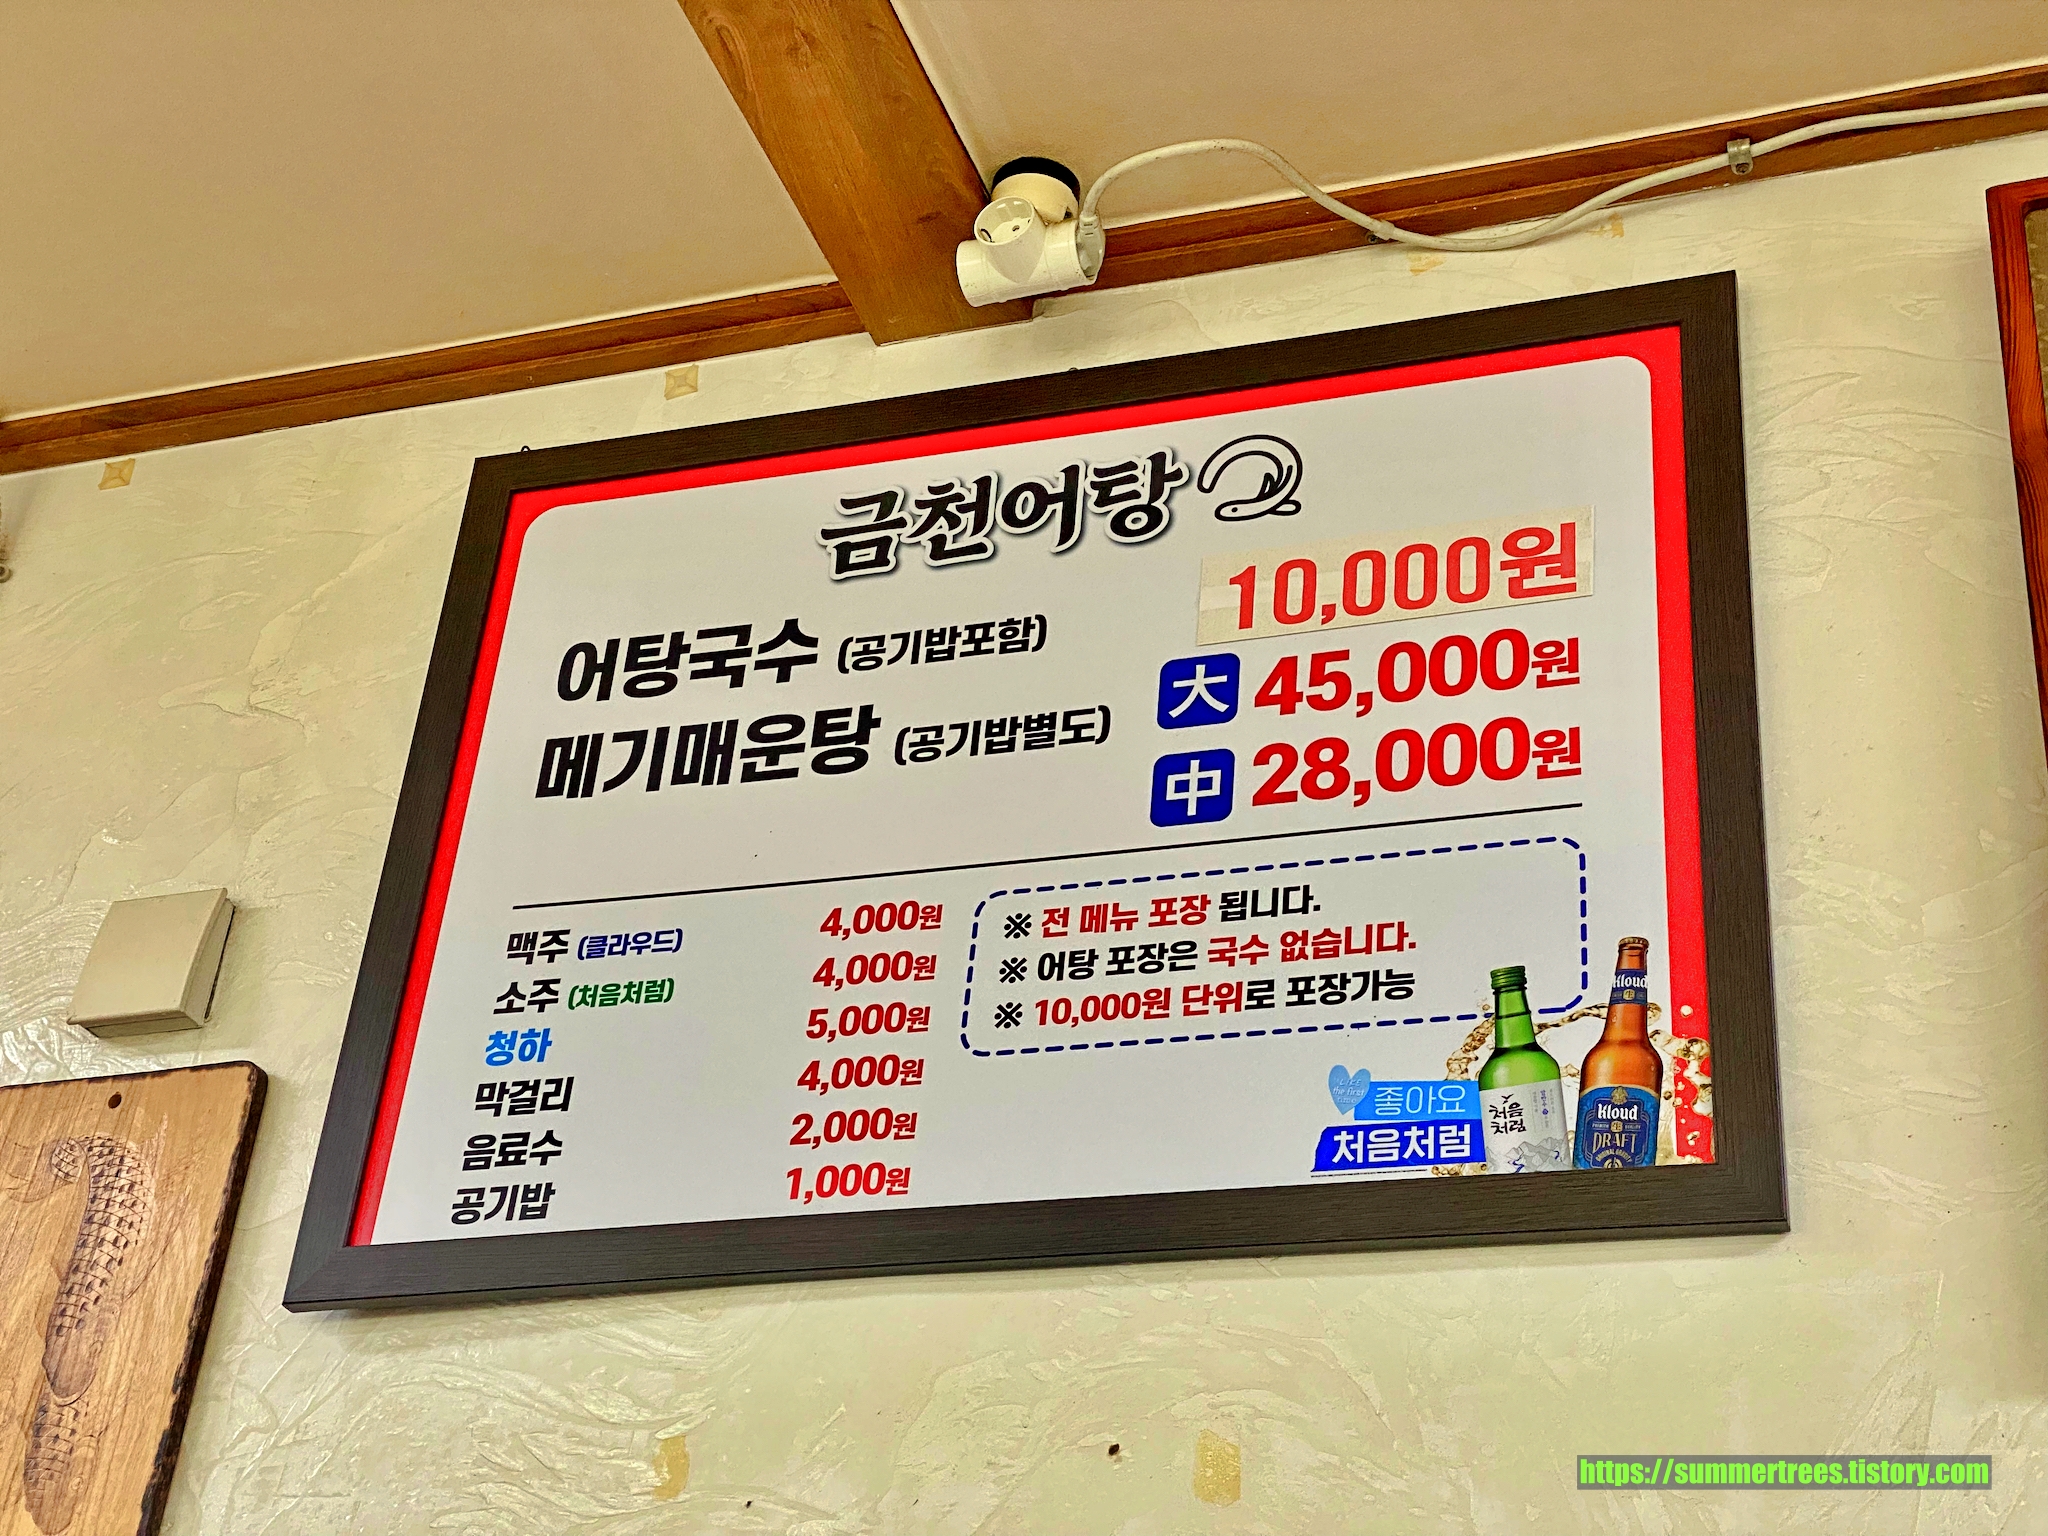 금천어탕
어탕국수 (공기밥포함) 10,000원
메기매운탕 (공기밥별도) 大 45,000원
中 28,000원
맥주 (클라우드) 4,000원
소주 (처음처럼) 4,000원
청하 5,000원
막걸리 4,000원
음료수 2,000원
공기밥 1,000원
※ 전 메뉴 포장 됩니다.
※ 어탕 포장은 국수 없습니다.
※ 10,000원 단위로 포장가능
좋아요
처음처럼
처음
처럼
Kloud
Kloud
DRAFT
https://summertrees.tistory.com